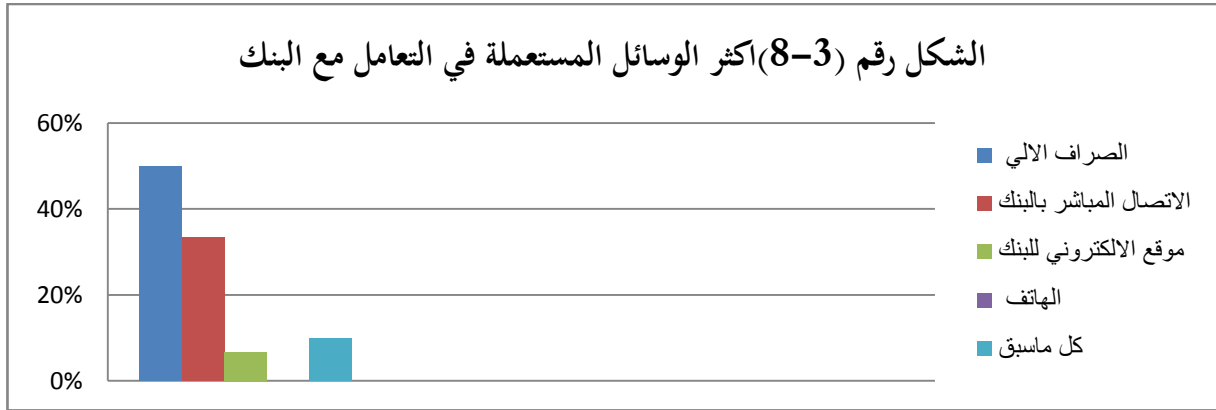 الشكل رقم (3-8)اكثر الوسائل المستعملة في التعامل مع البنك
60%
40%
20%
0%
الصراف الالي
الاتصال المباشر بالبنك
موقع الالكتروني للبنك
الهاتف
كل ماسبق